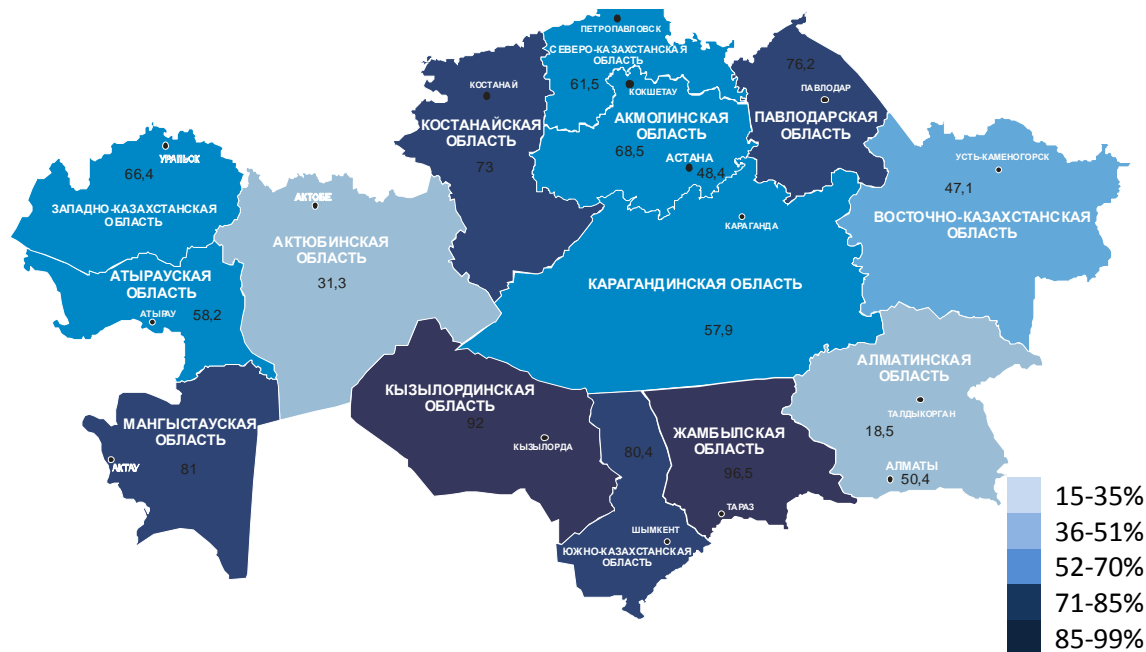 ПЕТРОПАВЛОВСК
СЕВЕРО-КАЗАХСТАНСКАЯ
ОБЛАСТЬ
61,5
КОКШЕТАУ
АКМОЛИНСКАЯ
ОБЛАСТЬ
68,5
АСТАНА
48,4
КОСТАНАЙ
КОСТАНАЙСКАЯ
ОБЛАСТЬ
73
76,2
ПАВЛОДАР
ПАВЛОДАРСКАЯ
ОБЛАСТЬ
УРАЛЬСК
66,4
ЗАПАДНО-КАЗАХСТАНСКАЯ
ОБЛАСТЬ
АКТОБЕ
АКТЮБИНСКАЯ
ОБЛАСТЬ
31,3
АТЫРАУСКАЯ
ОБЛАСТЬ
АТЫРАУ
58,2
КАРАГАНДА
КАРАГАНДИНСКАЯ ОБЛАСТЬ
57,9
УСТЬ-КАМЕНОГОРСК
47,1
ВОСТОЧНО-КАЗАХСТАНСКАЯ
ОБЛАСТЬ
МАНГЫСТАУСКАЯ
ОБЛАСТЬ
АКТАУ
81
КЫЗЫЛОРДИНСКАЯ
ОБЛАСТЬ
92
КЫЗЫЛОРДА
80,4
ШЫМКЕНТ
ЮЖНО-КАЗАХСТАНСКАЯ
ОБЛАСТЬ
ЖАМБЫЛСКАЯ
ОБЛАСТЬ
96,5
ТАРАЗ
АЛМАТИНСКАЯ
ОБЛАСТЬ
ТАЛДЫКОРГАН
18,5
АЛМАТЫ
50,4
15-35%
36-51%
52-70%
71-85%
85-99%